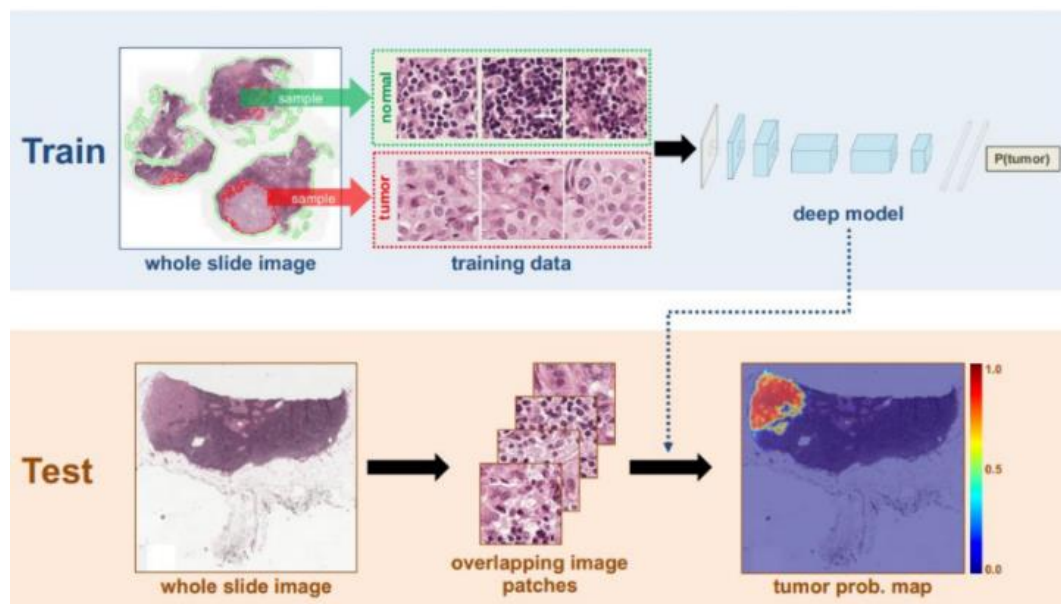 Train
sample
sample
normal
tumor
P(tumor)
deep model
whole slide image
training data
Test
1.0
0.5
0.0
whole slide image
overlapping image
patches
tumor prob. map